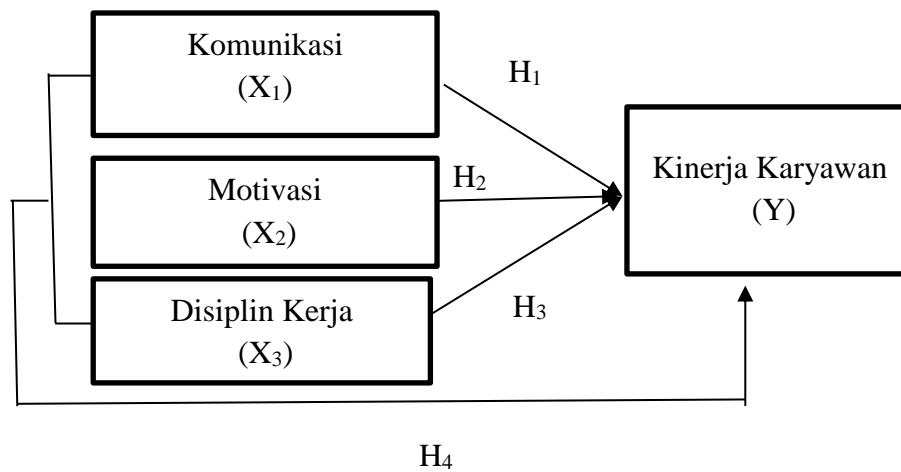 Komunikasi
(X₁)
H₁
Motivasi
(X₂)
H₂
Kinerja Karyawan
(Y)
Disiplin Kerja
(X₃)
H₃
H₄